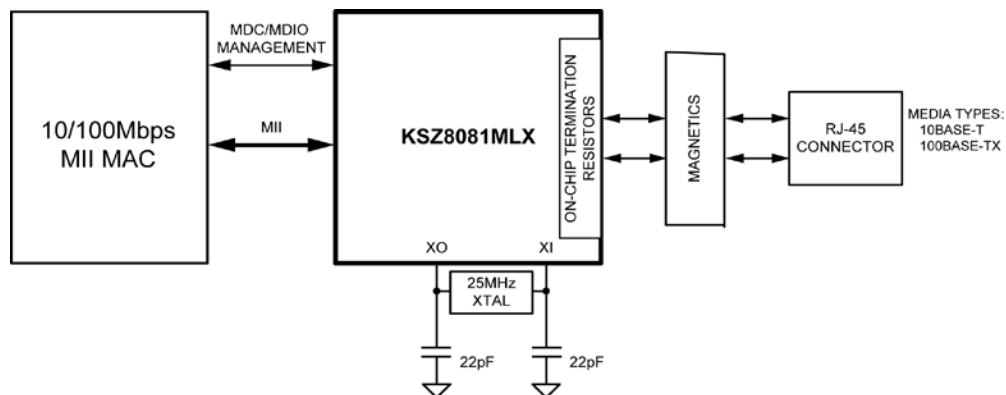 MDC/MDIO
MANAGEMENT
10/100Mbps
MII MAC
MII
KSZ8081MLX
ON-CHIP TERMINATION
RESISTORS
MAGNETICS
RJ-45
CONNECTOR
MEDIA TYPES:
10BASE-T
100BASE-TX
XO
XI
25MHz
XTAL
22pF
22pF